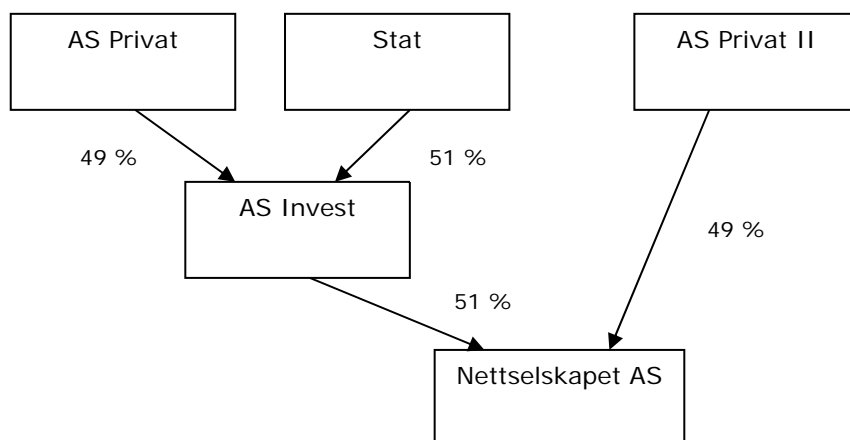 AS Privat
Stat
AS Privat II
49 %
51 %
AS Invest
49 %
51 %
Nettselskapet AS